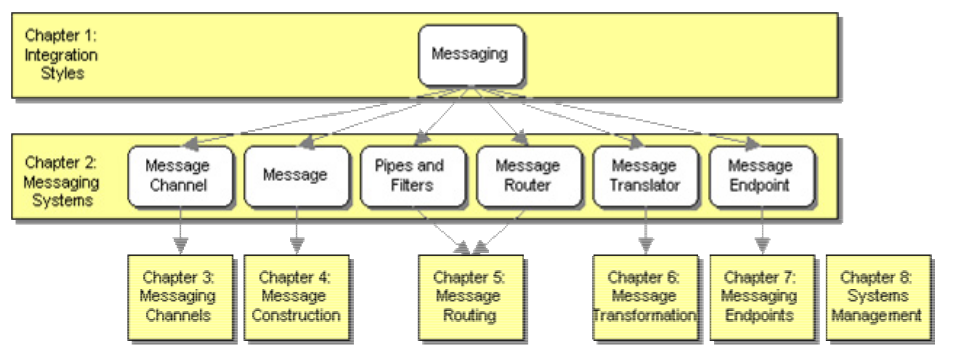 Chapter 1:
Integration
Styles
Messaging
Chapter 2:
Messaging
Systems
Message
Channel
Message
Pipes and
Filters
Message
Router
Message
Translator
Message
Endpoint
Chapter 3:
Messaging
Channels
Chapter 4:
Message
Construction
Chapter 5:
Message
Routing
Chapter 6:
Message
Transformation
Chapter 7:
Messaging
Endpoints
Chapter 8:
Systems
Management